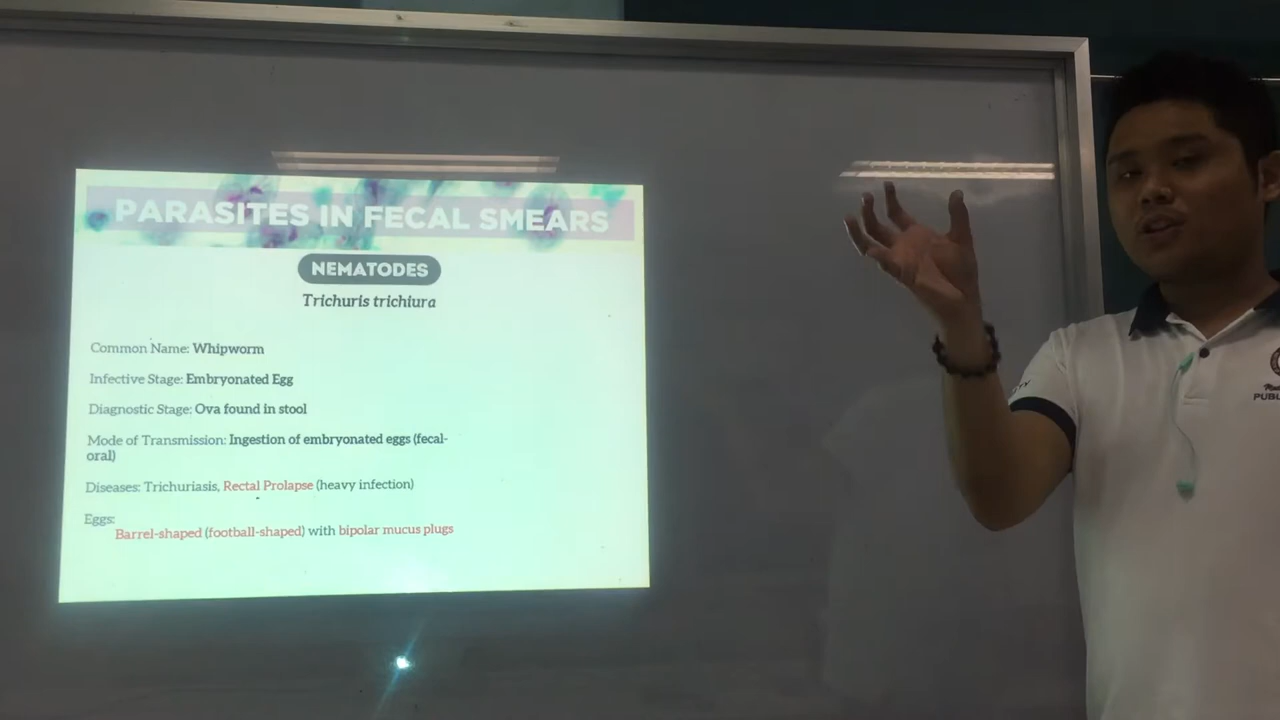 PARASITES IN FECAL SMEARS
NEMATODES
Trichuris trichiura
Common Name: Whipworm
Infective Stage: Embryonated Egg
Diagnostic Stage: Ova found in stool
Mode of Transmission: Ingestion of embryonated eggs (fecal-
oral)
Diseases: Trichuriasis, Rectal Prolapse (heavy infection)
Eggs:
Barrel-shaped (football-shaped) with bipolar mucus plugs